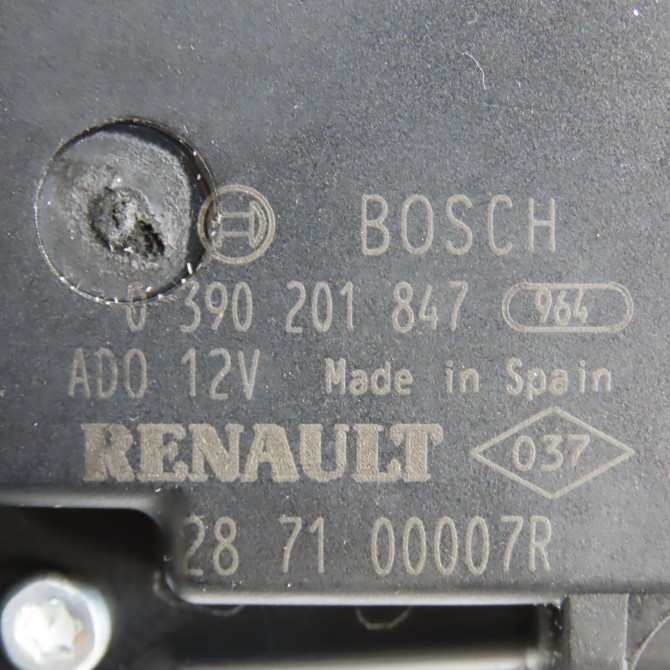 BOSCH
0 390 201 847 964
ADO 12V Made in Spain
RENAULT 037
28 71 00007R